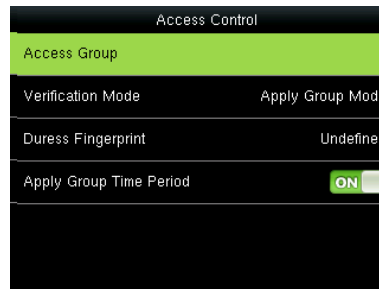 Access Control
Access Group
Verification Mode Apply Group Mod
Duress Fingerprint Undefine
Apply Group Time Period ON